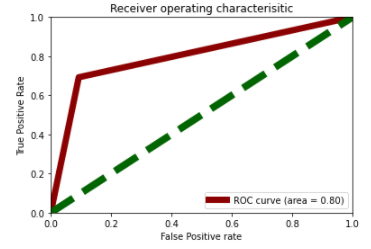 Receiver operating characterisitic
1.0
0.8
0.6
0.4
0.2
0.0
True Positive Rate
ROC curve (area = 0.80)
0.0 0.2 0.4 0.6 0.8 1.0
False Positive rate